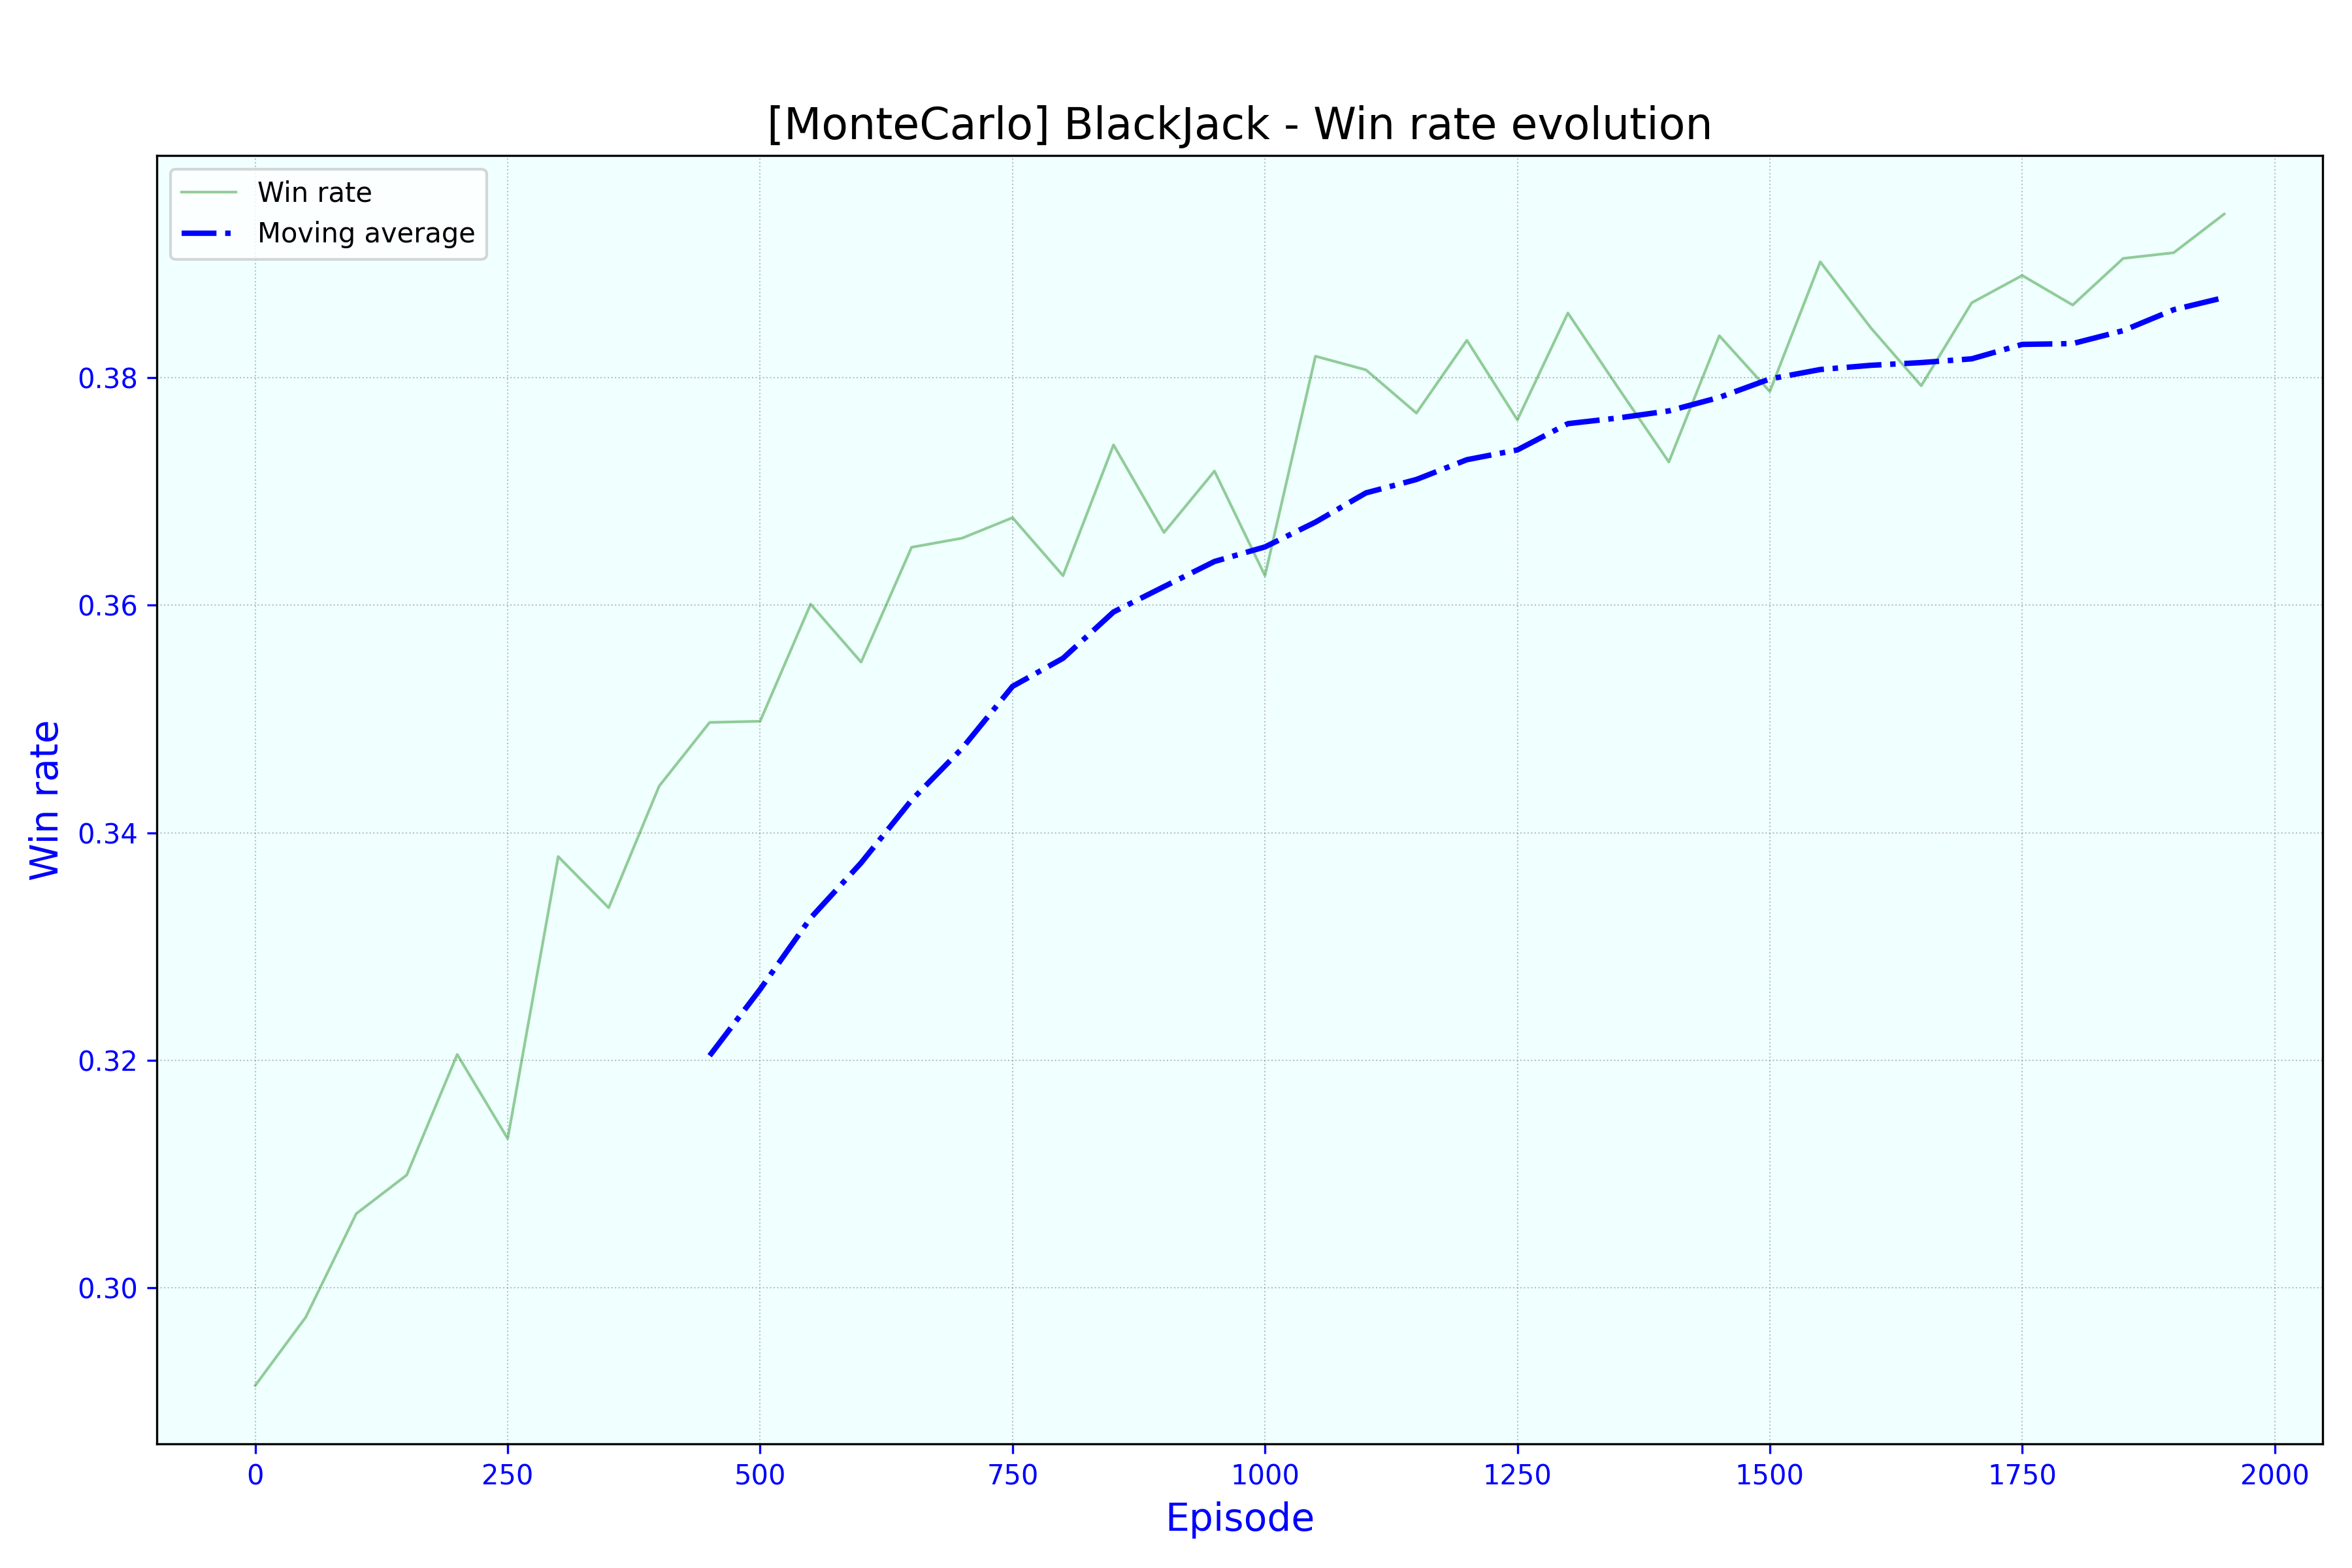 [MonteCarlo] BlackJack - Win rate evolution
Win rate
Moving average
Win rate
0.38
0.36
0.34
0.32
0.30
0 250 500 750 1000 1250 1500 1750 2000
Episode